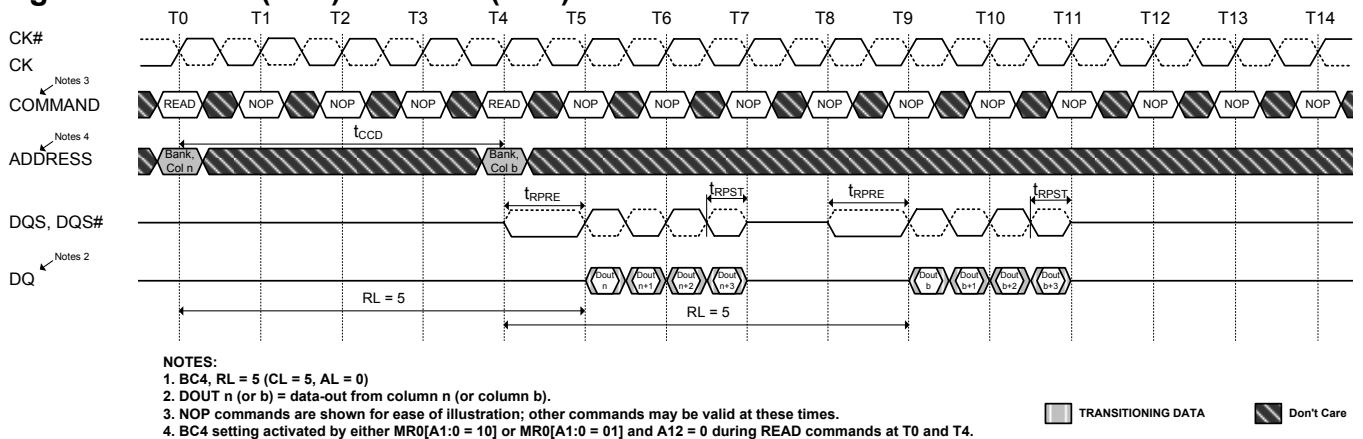 T0 T1 T2 T3 T4 T5 T6 T7 T8 T9 T10 T11 T12 T13 T14
CK#
CK
Notes 3
COMMAND READ NOP NOP NOP READ NOP NOP NOP NOP NOP NOP NOP NOP NOP NOP
tCCD
Notes 4
ADDRESS Bank, Col n Bank, Col b
tRPRE tRPST tRPRE tRPST
DQS, DQS#
Notes 2
DQ Dout n Dout n+1 Dout n+2 Dout n+3 Dout b Dout b+1 Dout b+2 Dout b+3
RL = 5
RL = 5
NOTES:
1. BC4, RL = 5 (CL = 5, AL = 0)
2. DOUT n (or b) = data-out from column n (or column b).
3. NOP commands are shown for ease of illustration; other commands may be valid at these times.
4. BC4 setting activated by either MR0[A1:0 = 10] or MR0[A1:0 = 01] and A12 = 0 during READ commands at T0 and T4.
TRANSITIONING DATA Don't Care